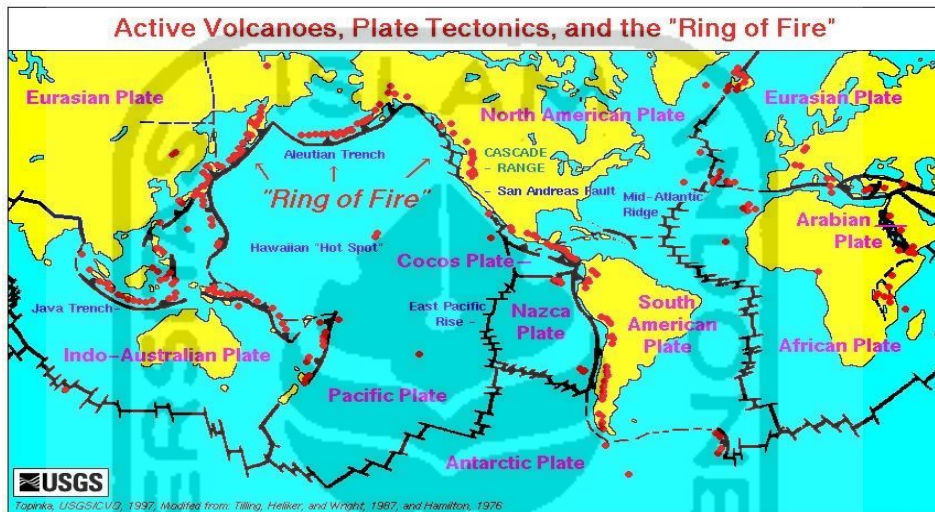 Active Volcanoes, Plate Tectonics, and the "Ring of Fire"
Eurasian Plate
North American Plate
Eurasian Plate
Aleutian Trench
CASCADE
- RANGE
"Ring of Fire"
- San Andreas Fault
Mid-Atlantic
Ridge
Arabian
Plate
Hawaiian "Hot Spot"
Cocos Plate
Java Trench
East Pacific
Rise -
Nazca
Plate
South
American
Plate
Indo-Australian Plate
African Plate
Pacific Plate
Antarctic Plate
USGS
Topinka, USGS/CVO, 1997, Modified from: Tilling, Heliker, and Wright, 1987, and Hamilton, 1976